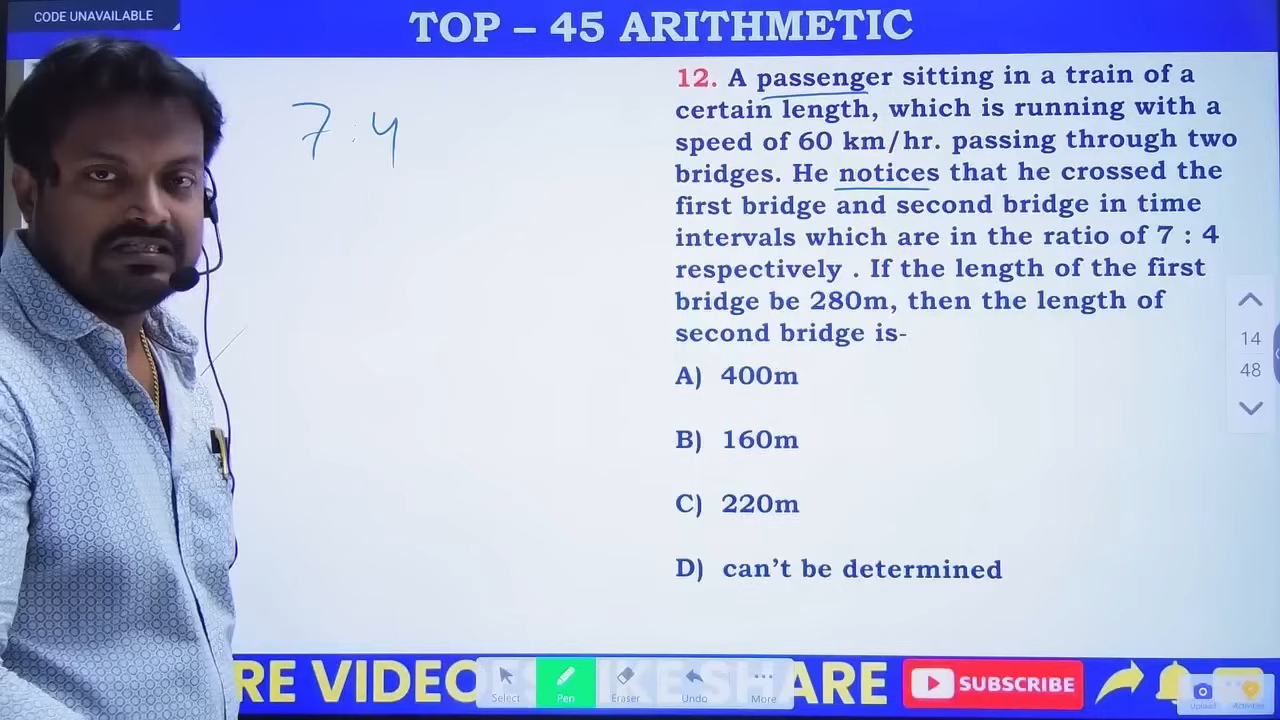 CODE UNAVAILABLE
TOP – 45 ARITHMETIC
7 : 4
12. A passenger sitting in a train of a
certain length, which is running with a
speed of 60 km/hr. passing through two
bridges. He notices that he crossed the
first bridge and second bridge in time
intervals which are in the ratio of 7 : 4
respectively . If the length of the first
bridge be 280m, then the length of
second bridge is-
A) 400m
B) 160m
C) 220m
D) can’t be determined
14
48
RE VIDEO
ARE
SUBSCRIBE
Select
Pen
Eraser
Undo
More
Upload